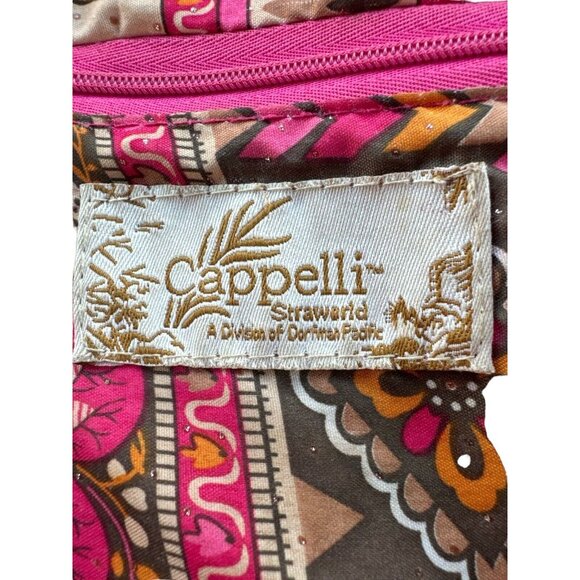 Cappelli™
Straworld
A Division of Dorfman Pacific